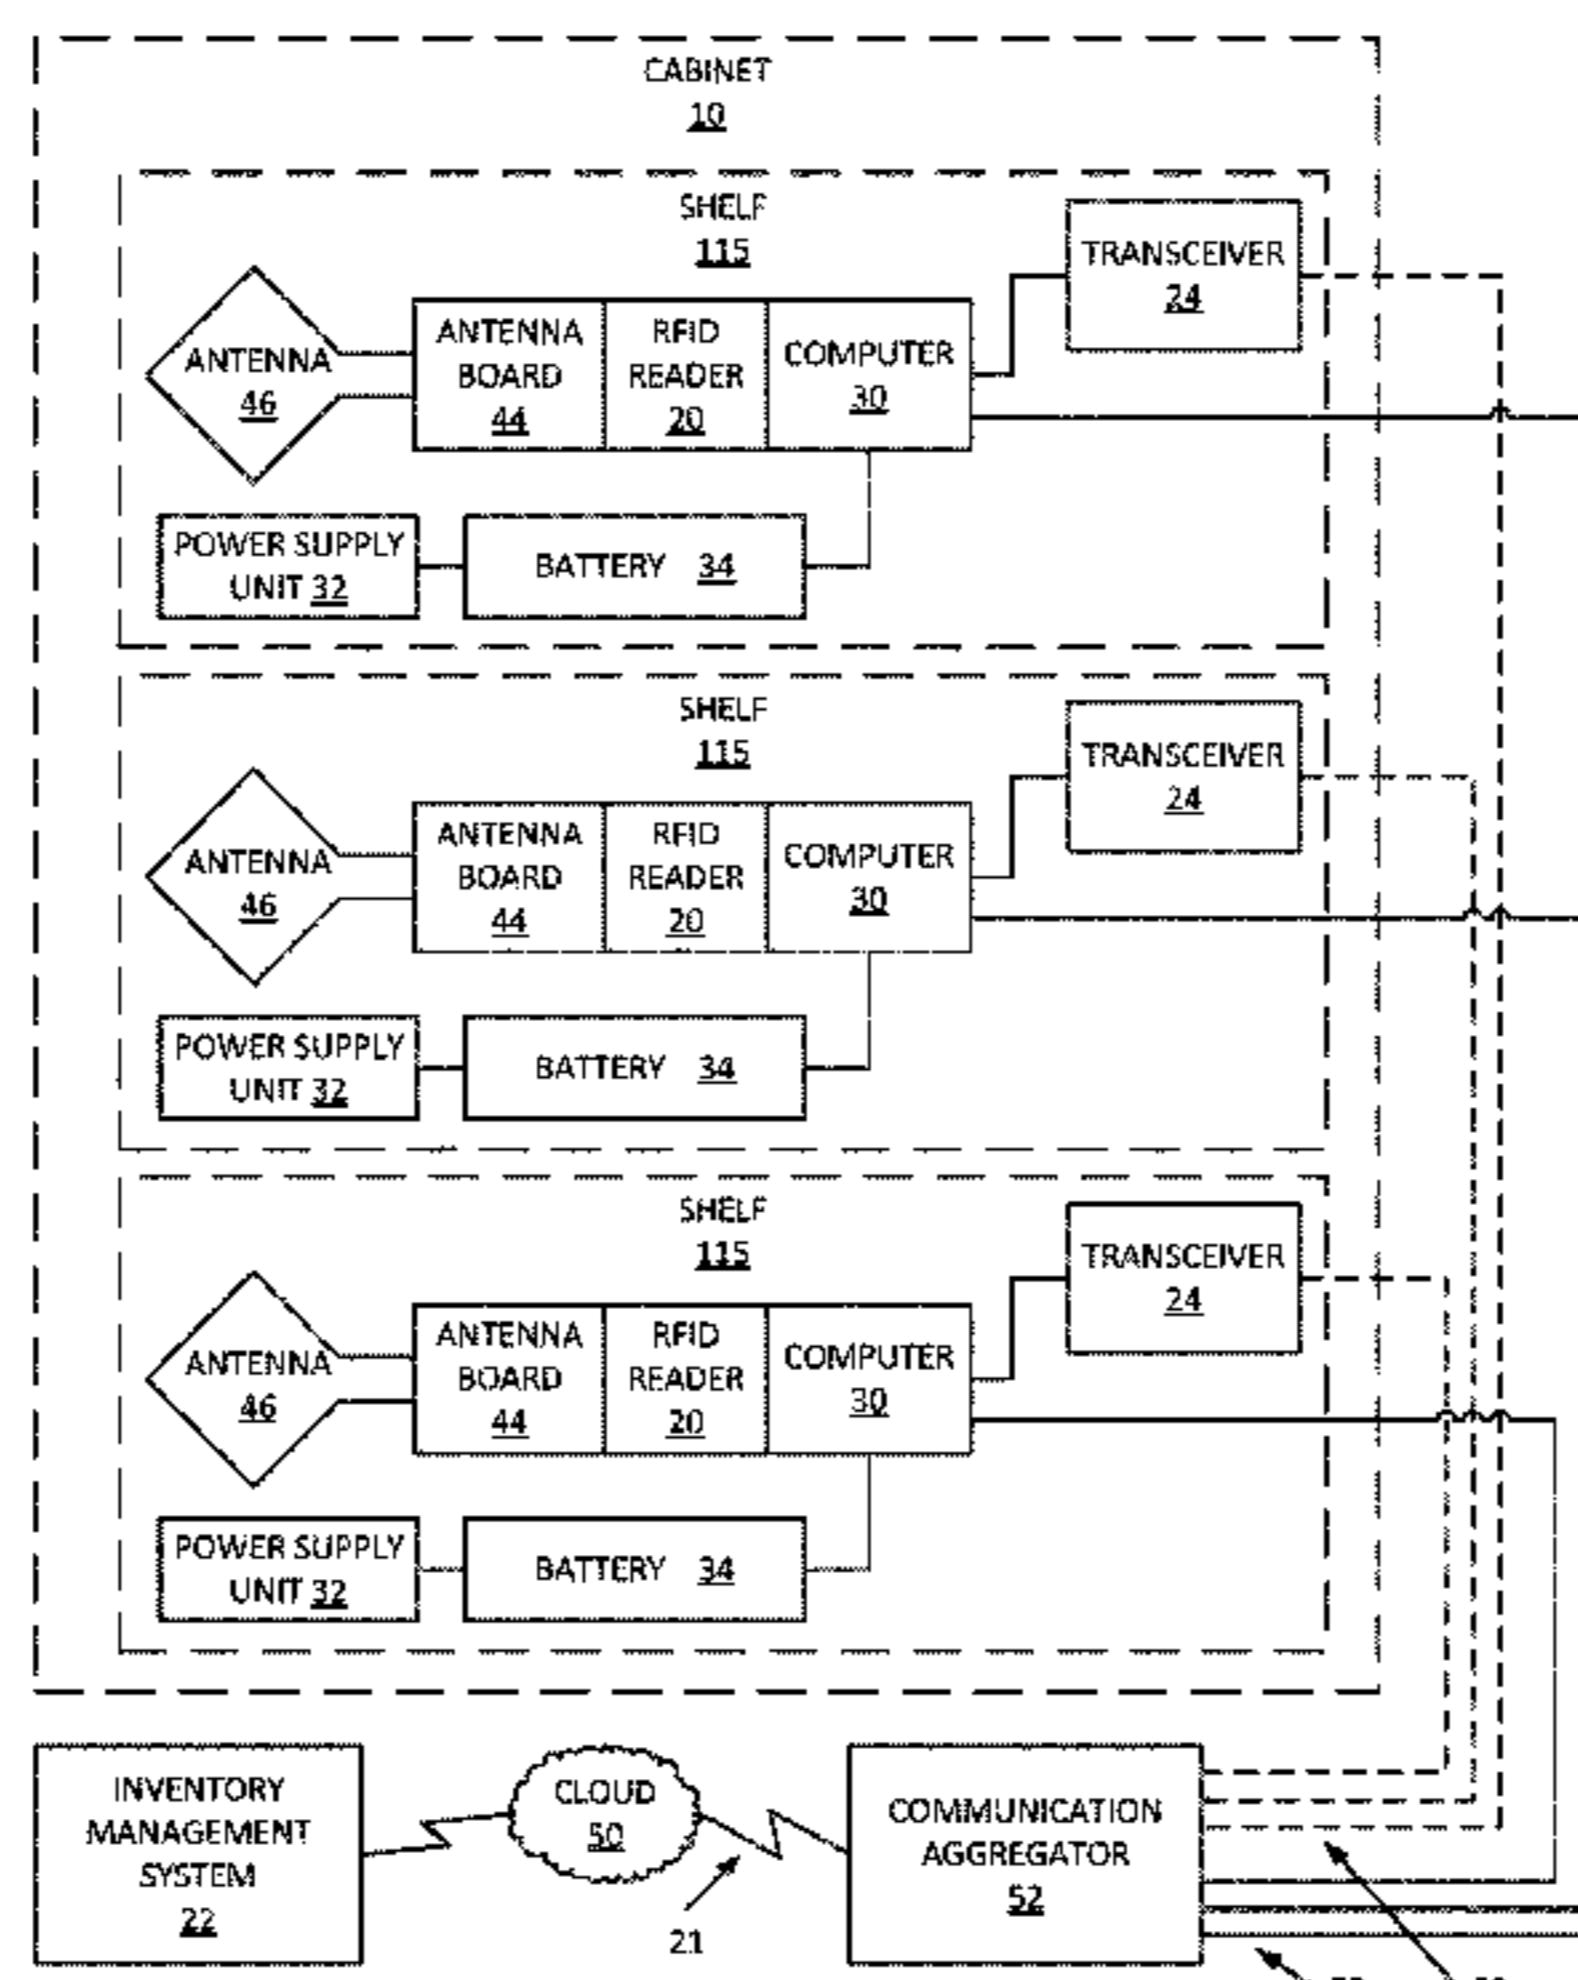 CABINET
10
SHELF
115
TRANSCEIVER
24
ANTENNA
46
ANTENNA
BOARD
44
RFID
READER
20
COMPUTER
30
POWER SUPPLY
UNIT 32
BATTERY 34
SHELF
115
TRANSCEIVER
24
ANTENNA
46
ANTENNA
BOARD
44
RFID
READER
20
COMPUTER
30
POWER SUPPLY
UNIT 32
BATTERY 34
SHELF
115
TRANSCEIVER
24
ANTENNA
46
ANTENNA
BOARD
44
RFID
READER
20
COMPUTER
30
POWER SUPPLY
UNIT 32
BATTERY 34
INVENTORY
MANAGEMENT
SYSTEM
22
CLOUD
50
21
COMMUNICATION
AGGREGATOR
52